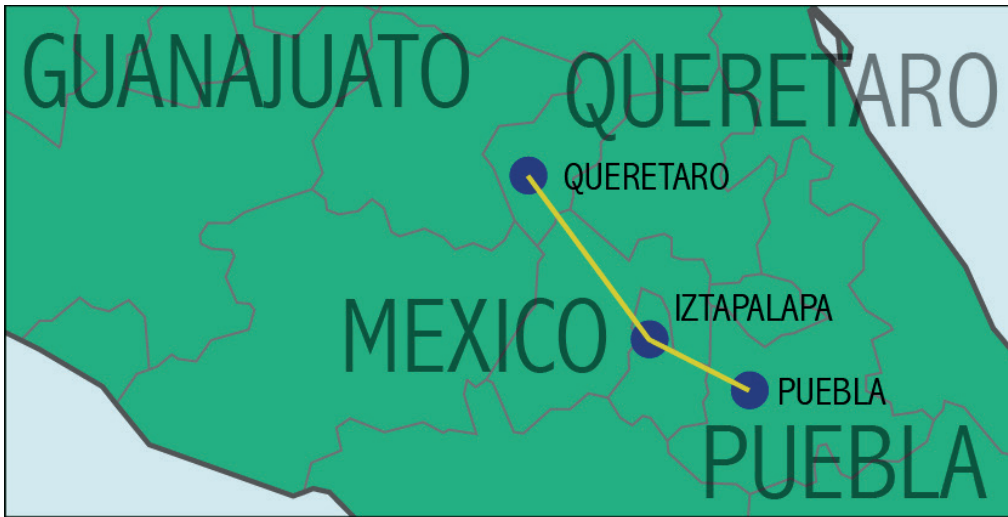 GUANAJUATO
QUERETARO
QUERETARO
IZTAPALAPA
MEXICO
PUEBLA
PUEBLA